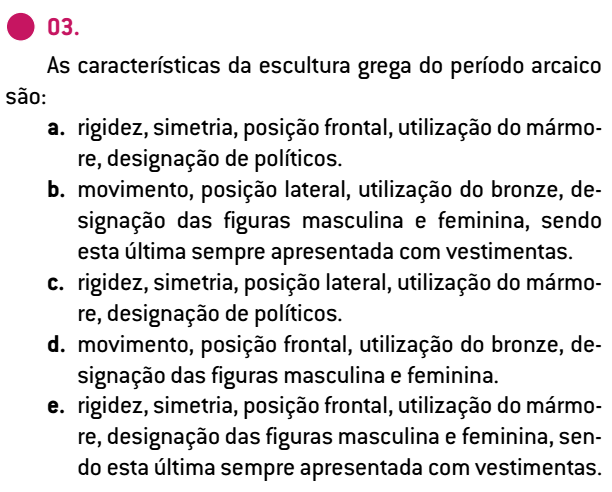 03.
As características da escultura grega do período arcaico
são:
a. rigidez, simetria, posição frontal, utilização do mármo-
re, designação de políticos.
b. movimento, posição lateral, utilização do bronze, de-
signação das figuras masculina e feminina, sendo
esta última sempre apresentada com vestimentas.
c. rigidez, simetria, posição lateral, utilização do mármo-
re, designação de políticos.
d. movimento, posição frontal, utilização do bronze, de-
signação das figuras masculina e feminina.
e. rigidez, simetria, posição frontal, utilização do mármo-
re, designação das figuras masculina e feminina, sen-
do esta última sempre apresentada com vestimentas.